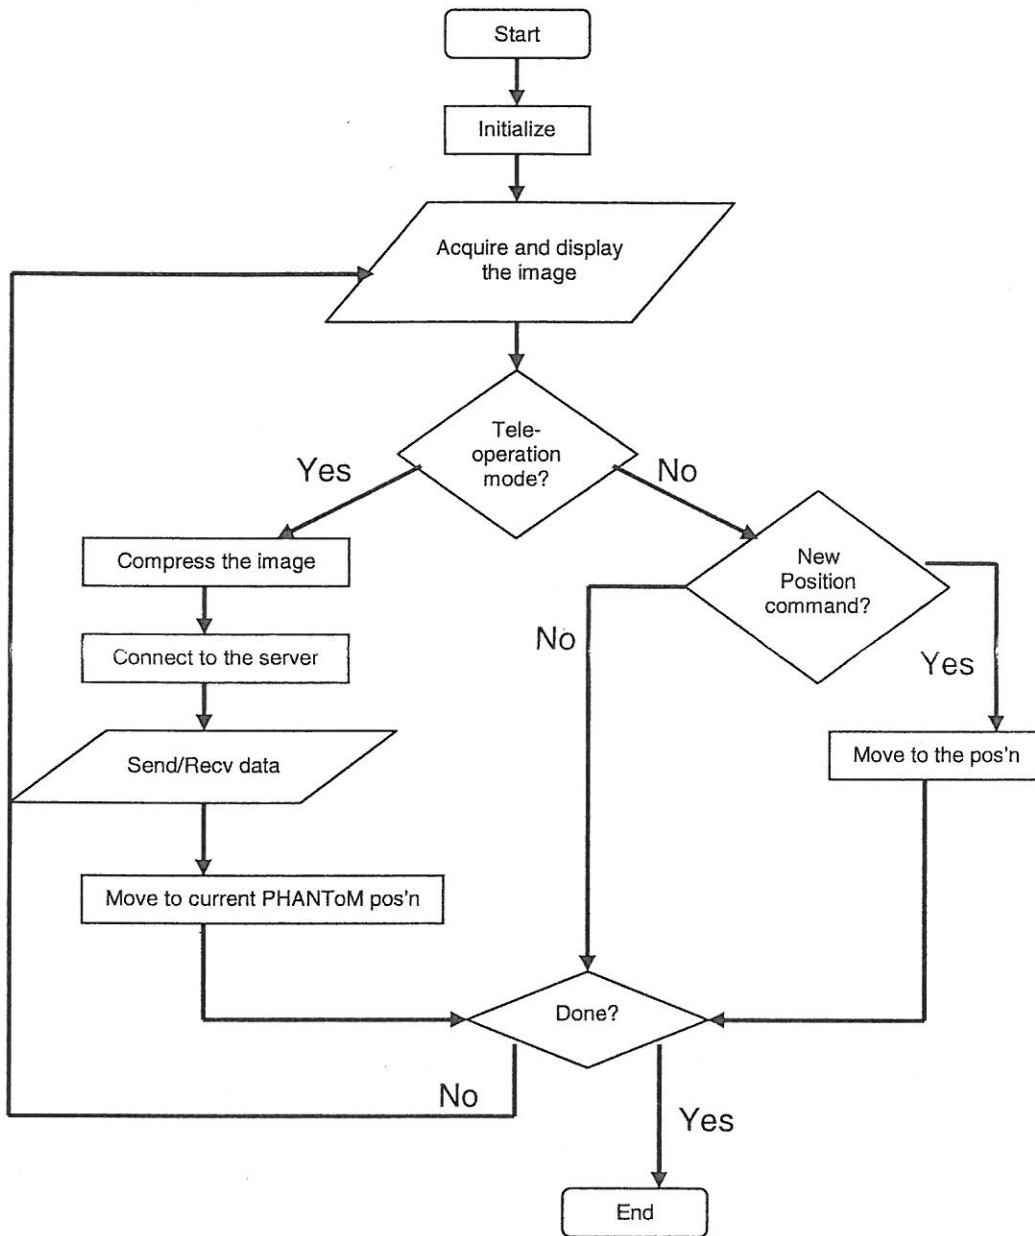 Start
Initialize
Acquire and display
the image
Tele-
operation
mode?
Yes
No
Compress the image
New
Position
command?
Connect to the server
No
Yes
Send/Recv data
Move to the pos'n
Move to current PHANToM pos'n
Done?
No
Yes
End